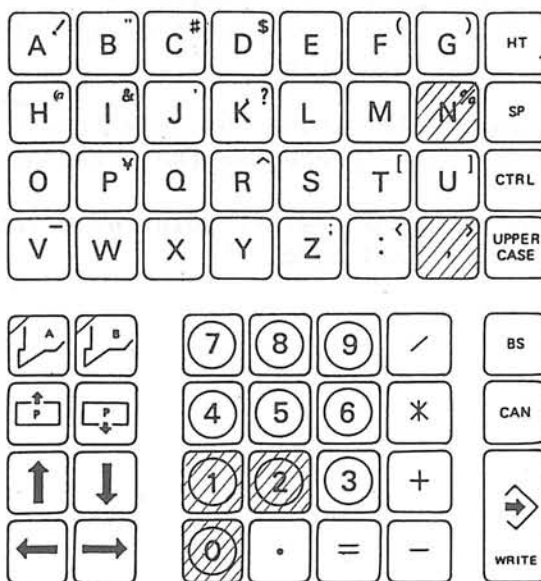 A ! B " C # D $ E F ( G ) HT
H @ I & J ' K ? L M N % SP
O P ¥ Q R ^ S T [ U ] CTRL
V — W X Y Z ; : < , > UPPER CASE
A B 7 8 9 / BS
P P 4 5 6 * CAN
1 2 3 +
0 . = — WRITE